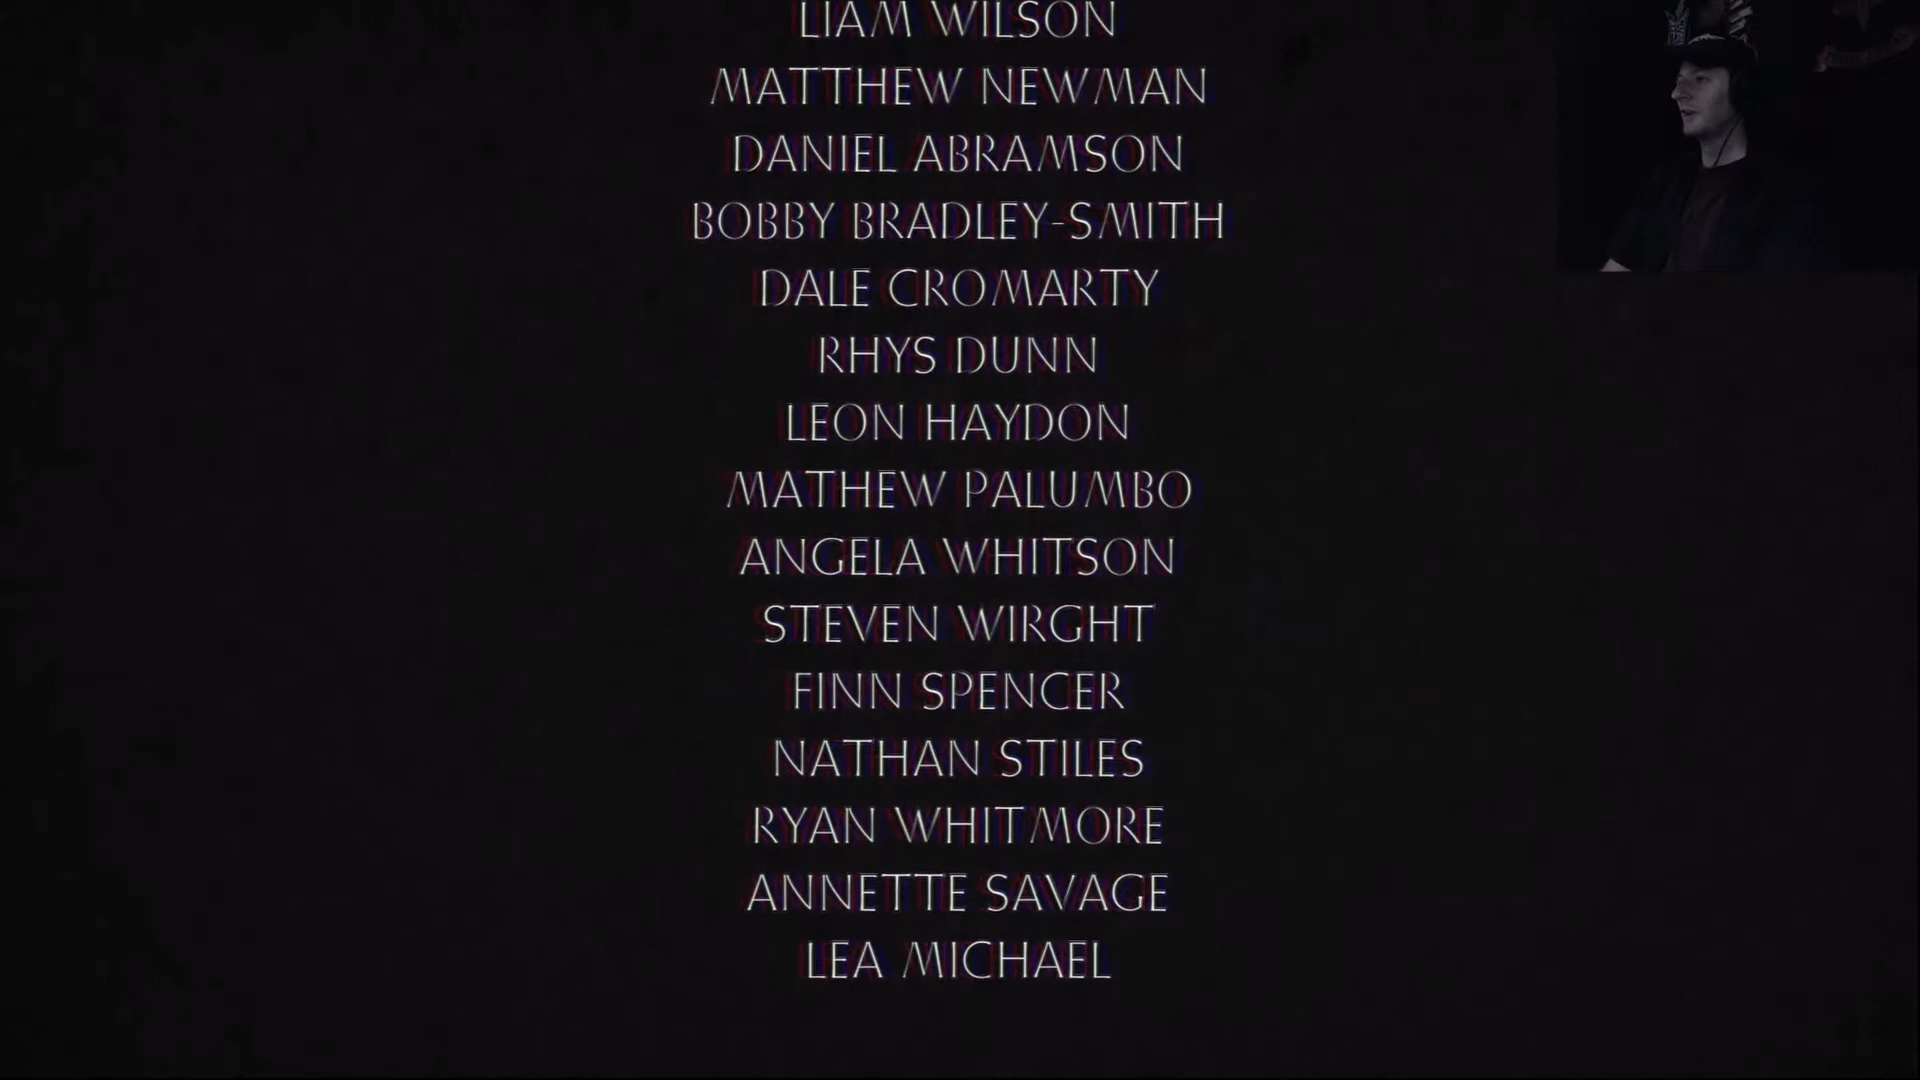 LIAM WILSON
MATTHEW NEWMAN
DANIEL ABRAMSON
BOBBY BRADLEY-SMITH
DALE CROMARTY
RHYS DUNN
LEON HAYDON
MATHEW PALUMBO
ANGELA WHITSON
STEVEN WIRGHT
FINN SPENCER
NATHAN STILES
RYAN WHITMORE
ANNETTE SAVAGE
LEA MICHAEL